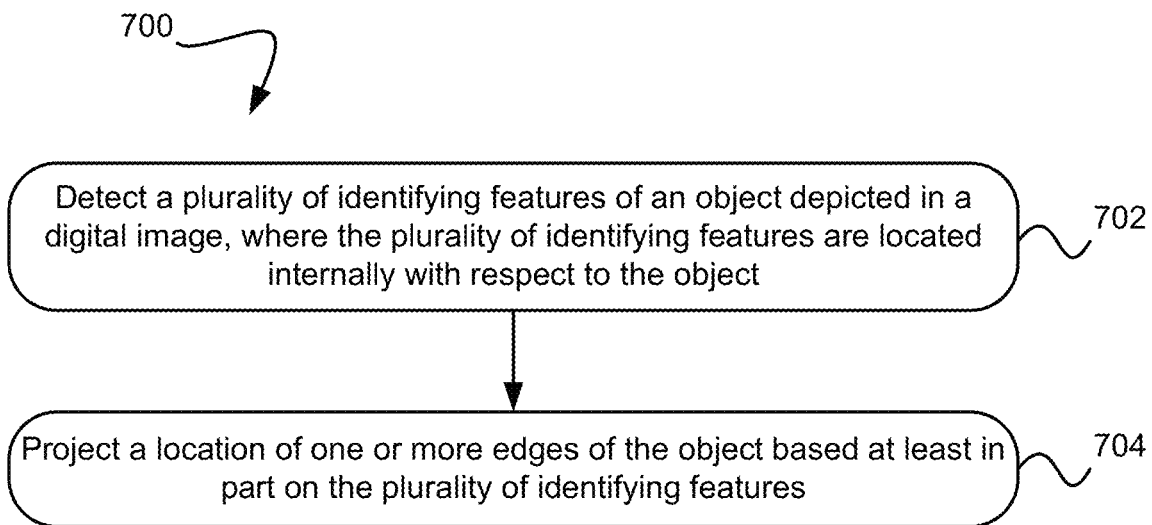 700
Detect a plurality of identifying features of an object depicted in a
digital image, where the plurality of identifying features are located
internally with respect to the object
702
Project a location of one or more edges of the object based at least in
part on the plurality of identifying features
704